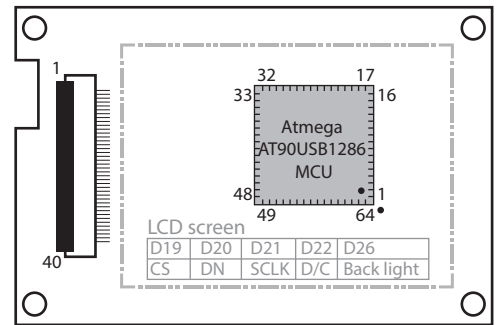 1
40
32 17
33 16
Atmega
AT90USB1286
MCU
48 1
49 64
LCD screen
D19 D20 D21 D22 D26
CS DN SCLK D/C Back light